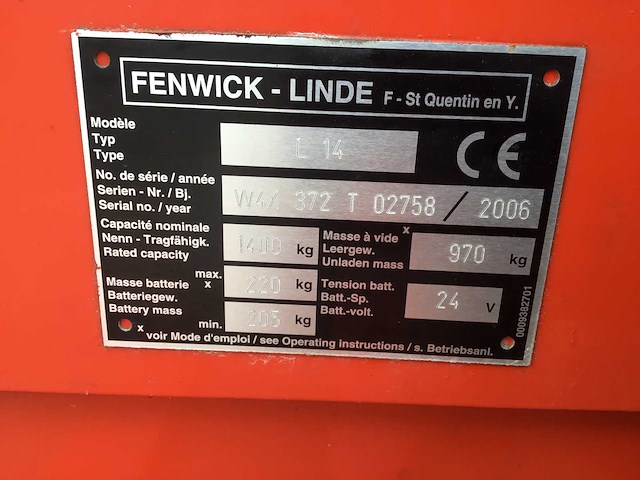 FENWICK - LINDE F - St Quentin en Y.
Modèle
Typ
Type
L 14
CE
No. de série / année
Serien - Nr. / Bj.
Serial no. / year
W4X 372 T 02758 / 2006
Capacité nominale
Nenn - Tragfähigk.
Rated capacity
1400 kg
Masse à vide x
Leergew.
Unladen mass
970 kg
Masse batterie x
Batteriegew.
Battery mass
max.
220 kg
min.
205 kg
Tension batt.
Batt.-Sp.
Batt.-volt.
24 V
x voir Mode d'emploi / see Operating instructions / s. Betriebsanl.
0009382701